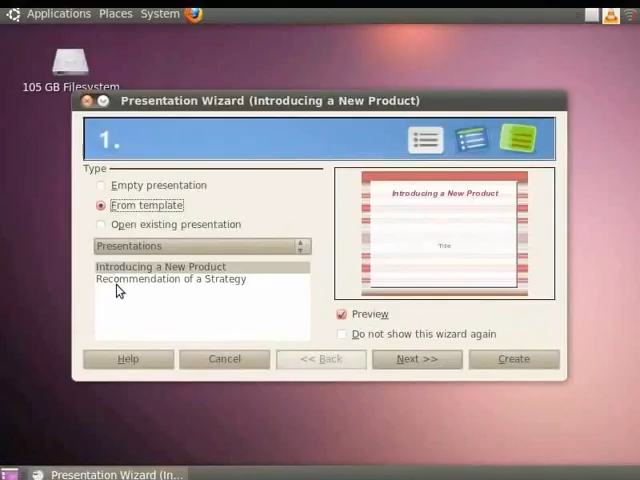 Applications Places System
105 GB Filesystem
Presentation Wizard (Introducing a New Product)
1.
Type
Empty presentation
From template
Open existing presentation
Presentations
Introducing a New Product
Recommendation of a Strategy
Introducing a New Product
Title
Preview
Do not show this wizard again
Help
Cancel
<< Back
Next >>
Create
Presentation Wizard (In...